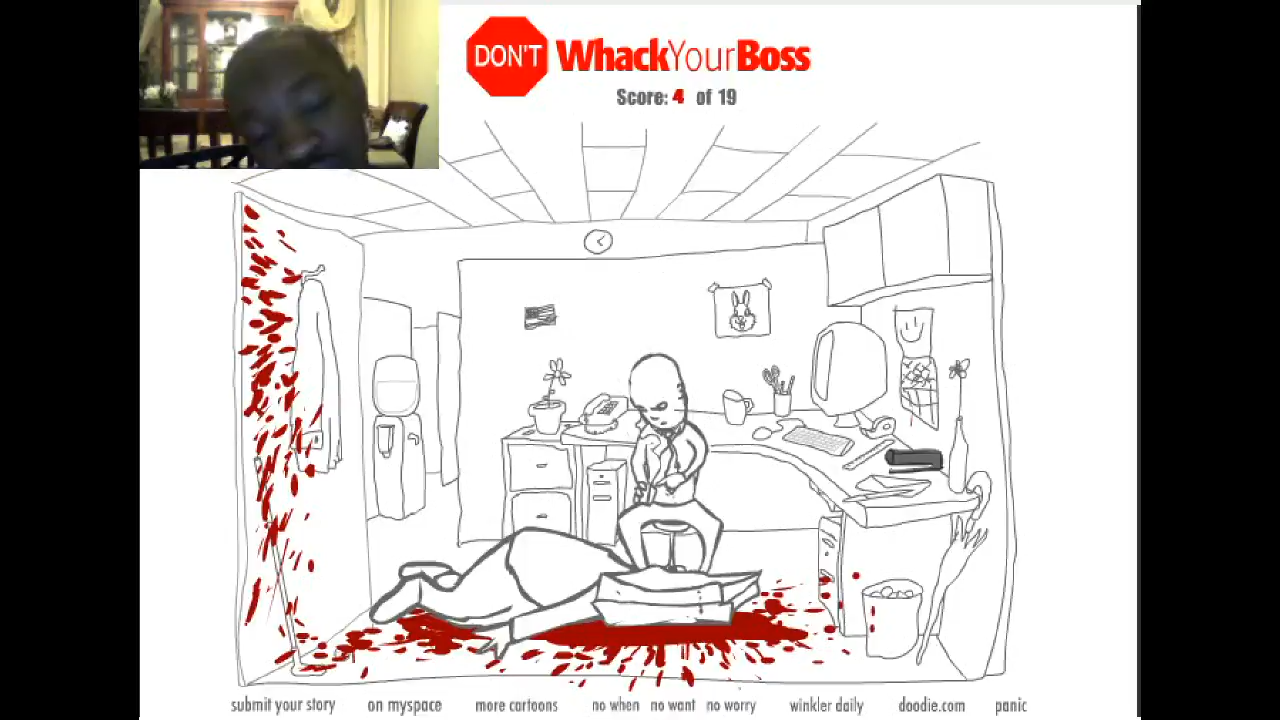 DON'T WhackYourBoss
Score: 4 of 19
submit your story on myspace more cartoons no when no want no worry winkler daily doodie.com panic